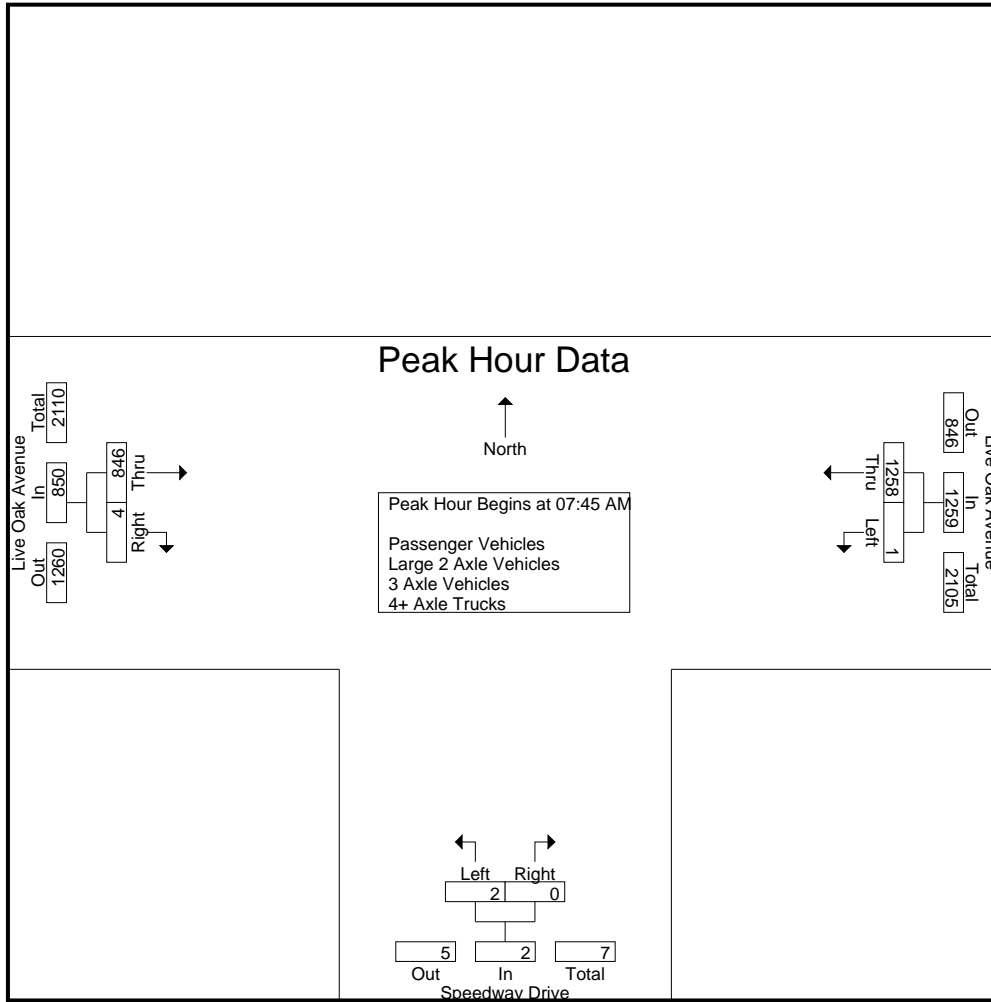 Peak Hour Data
North
Peak Hour Begins at 07:45 AM
Passenger Vehicles
Large 2 Axle Vehicles
3 Axle Vehicles
4+ Axle Trucks
Live Oak Avenue
Out In Total
1260 850 2110
Right Thru
4 846
Live Oak Avenue
Out In Total
846 1259 2105
Thru Left
1258 1
Left Right
2 0
5 2 7
Out In Total
Speedway Drive